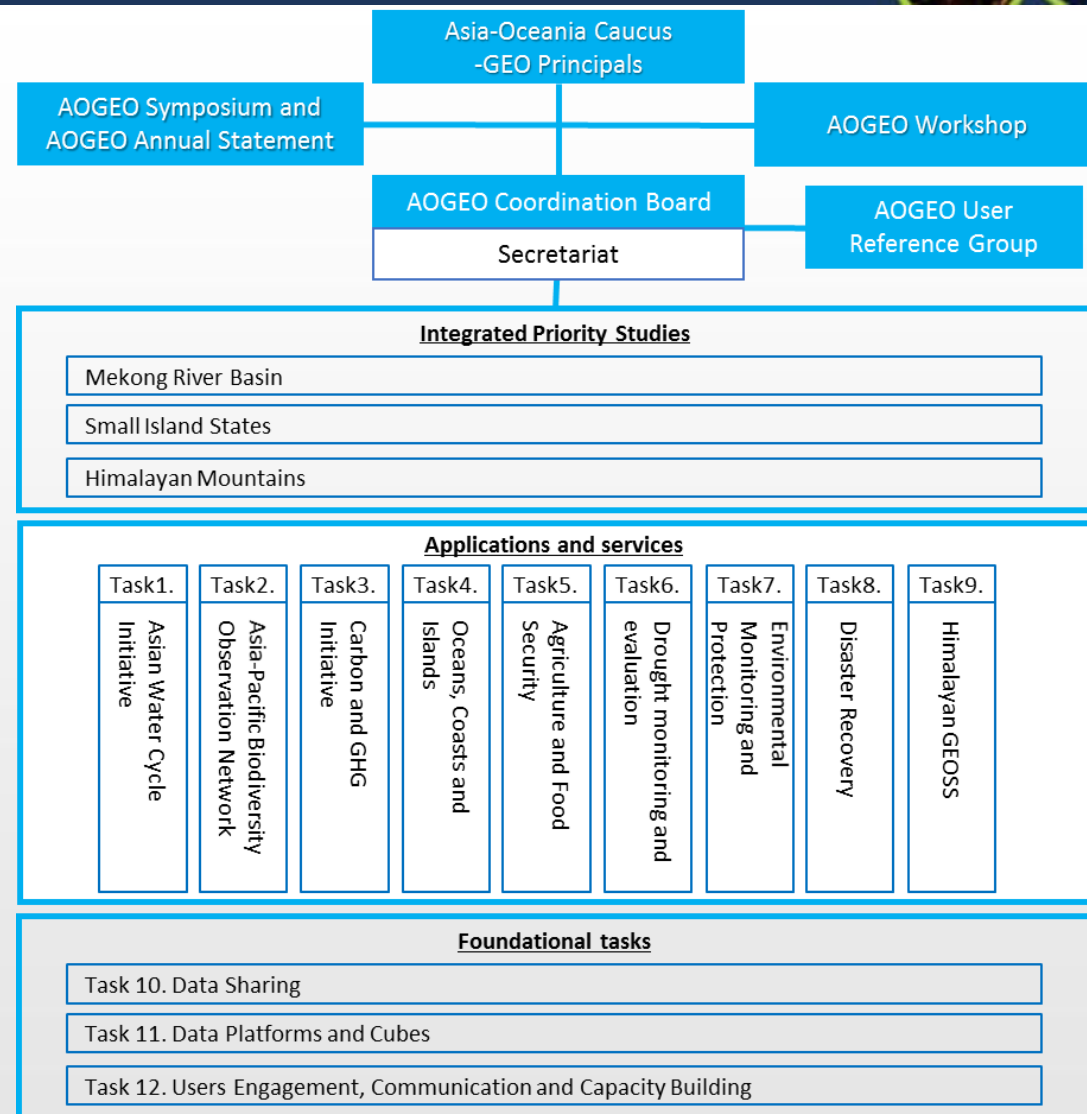 Asia-Oceania Caucus
-GEO Principals
AOGEO Symposium and
AOGEO Annual Statement
AOGEO Workshop
AOGEO Coordination Board
Secretariat
AOGEO User
Reference Group
Integrated Priority Studies
Mekong River Basin
Small Island States
Himalayan Mountains
Applications and services
Task1.
Asian Water Cycle
Initiative
Task2.
Asia-Pacific Biodiversity
Observation Network
Task3.
Carbon and GHG
Initiative
Task4.
Oceans, Coasts and
Islands
Task5.
Agriculture and Food
Security
Task6.
Drought monitoring and
evaluation
Task7.
Environmental
Monitoring and
Protection
Task8.
Disaster Recovery
Task9.
Himalayan GEOSS
Foundational tasks
Task 10. Data Sharing
Task 11. Data Platforms and Cubes
Task 12. Users Engagement, Communication and Capacity Building